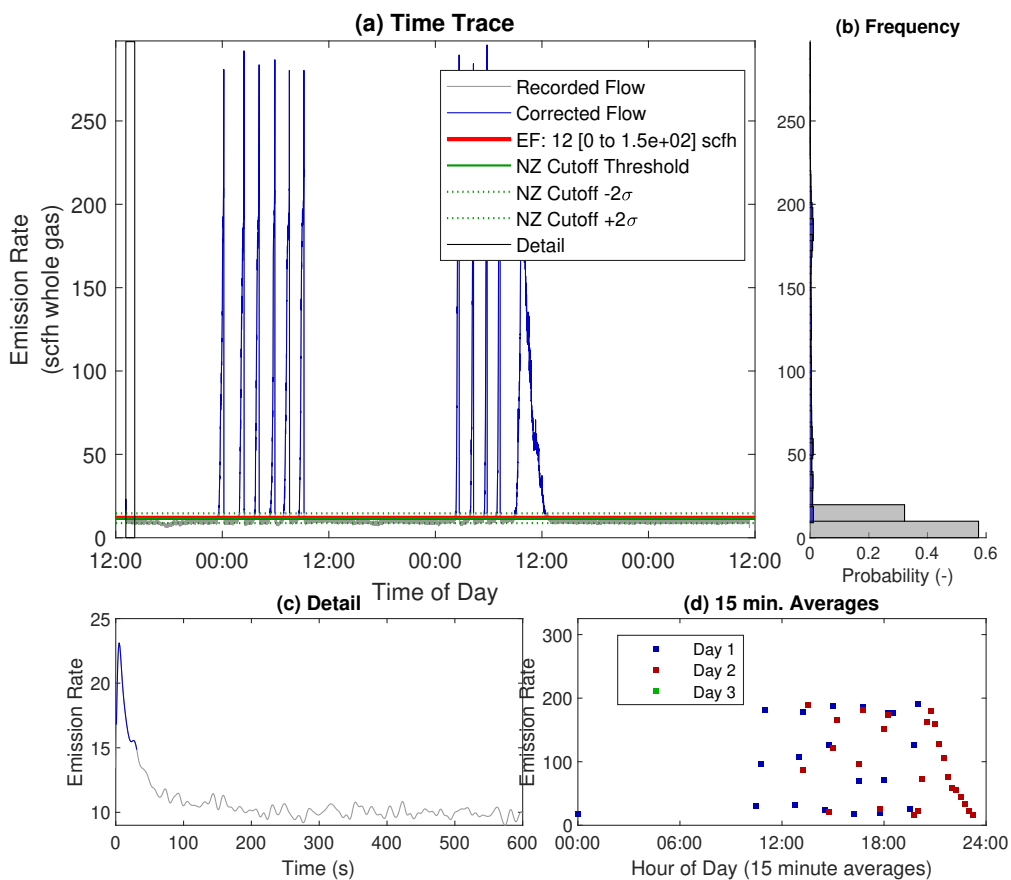 (a) Time Trace
Emission Rate
(scfh whole gas)
250
200
150
100
50
0
12:00
00:00
12:00
00:00
12:00
12:00
Time of Day
Recorded Flow
Corrected Flow
EF: 12 [0 to 1.5e+02] scfh
NZ Cutoff Threshold
NZ Cutoff -2σ
NZ Cutoff +2σ
Detail
(b) Frequency
250
200
150
100
50
0
0
0.2
0.4
0.6
Probability (-)
(c) Detail
Emission Rate
25
20
15
10
0
100
200
300
400
500
600
Time (s)
(d) 15 min. Averages
Emission Rate
300
200
100
0
00:00
06:00
12:00
18:00
24:00
Hour of Day (15 minute averages)
Day 1
Day 2
Day 3